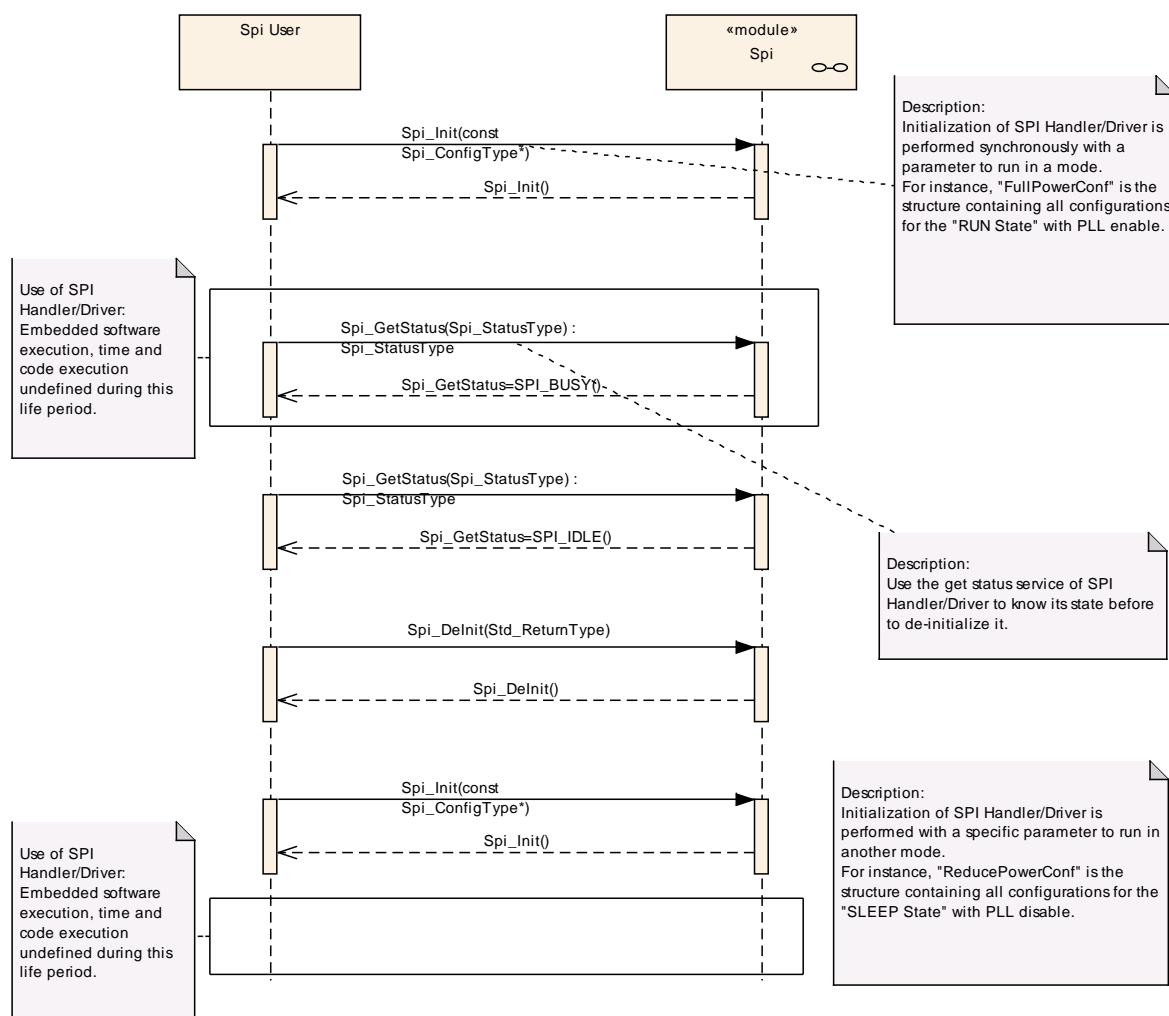 Spi User
«module»
Spi
Spi_Init(const
Spi_ConfigType*)
Spi_Init()
Description:
Initialization of SPI Handler/Driver is
performed synchronously with a
parameter to run in a mode.
For instance, "FullPowerConf" is the
structure containing all configurations
for the "RUN State" with PLL enable.
Use of SPI
Handler/Driver:
Embedded software
execution, time and
code execution
undefined during this
life period.
Spi_GetStatus(Spi_StatusType) :
Spi_StatusType
Spi_GetStatus=SPI_BUSY()
Spi_GetStatus(Spi_StatusType) :
Spi_StatusType
Spi_GetStatus=SPI_IDLE()
Description:
Use the get status service of SPI
Handler/Driver to know its state before
to de-initialize it.
Spi_DeInit(Std_ReturnType)
Spi_DeInit()
Spi_Init(const
Spi_ConfigType*)
Spi_Init()
Description:
Initialization of SPI Handler/Driver is
performed with a specific parameter to run in
another mode.
For instance, "ReducePowerConf" is the
structure containing all configurations for the
"SLEEP State" with PLL disable.
Use of SPI
Handler/Driver:
Embedded software
execution, time and
code execution
undefined during this
life period.